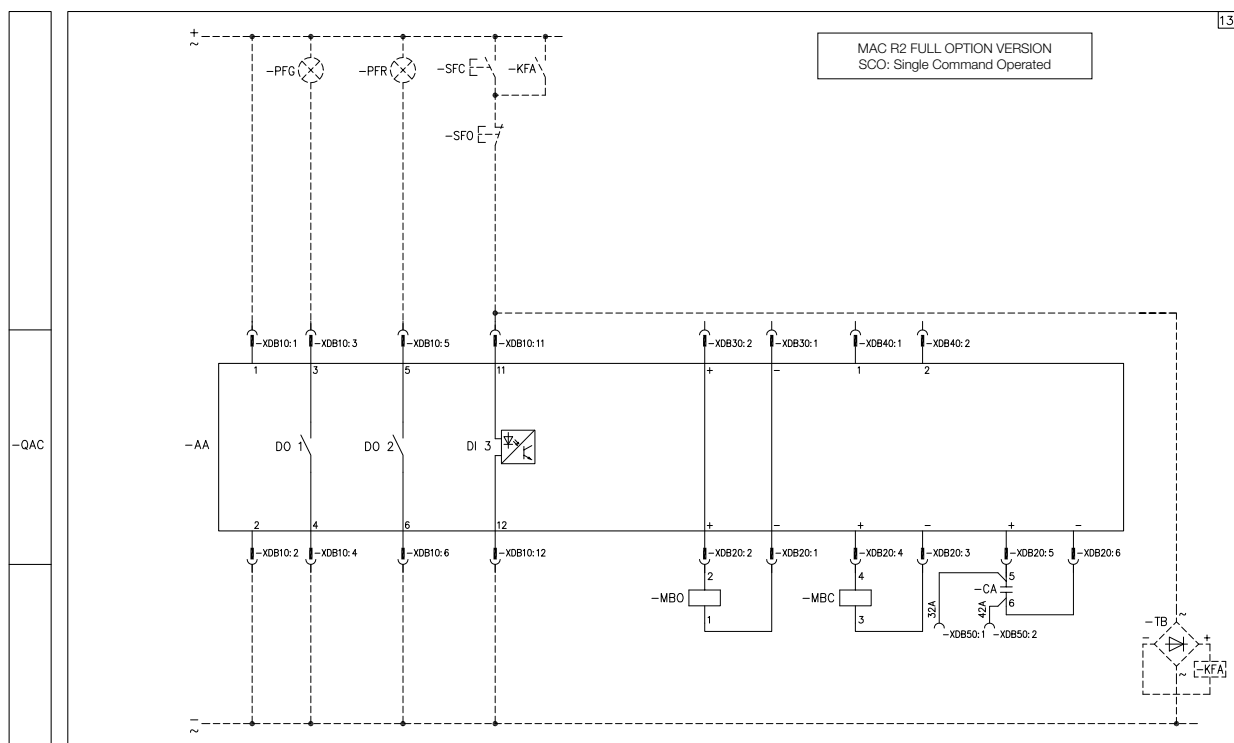 13
MAC R2 FULL OPTION VERSION
SCO: Single Command Operated
+
~
-PFG
-PFR
-SFC
-KFA
-SFO
-XDB10:1
-XDB10:3
-XDB10:5
-XDB10:11
-XDB30:2
-XDB30:1
-XDB40:1
-XDB40:2
1
3
5
11
+
-
1
2
-QAC
-AA
DO 1
DO 2
DI 3
2
4
6
12
+
-
+
-
+
-
-XDB10:2
-XDB10:4
-XDB10:6
-XDB10:12
-XDB20:2
-XDB20:1
-XDB20:4
-XDB20:3
-XDB20:5
-XDB20:6
2
-MBO
1
4
-MBC
3
5
-CA
6
32A
42A
-XDB50:1
-XDB50:2
-TB
~
-
+
~
-KFA
-
~